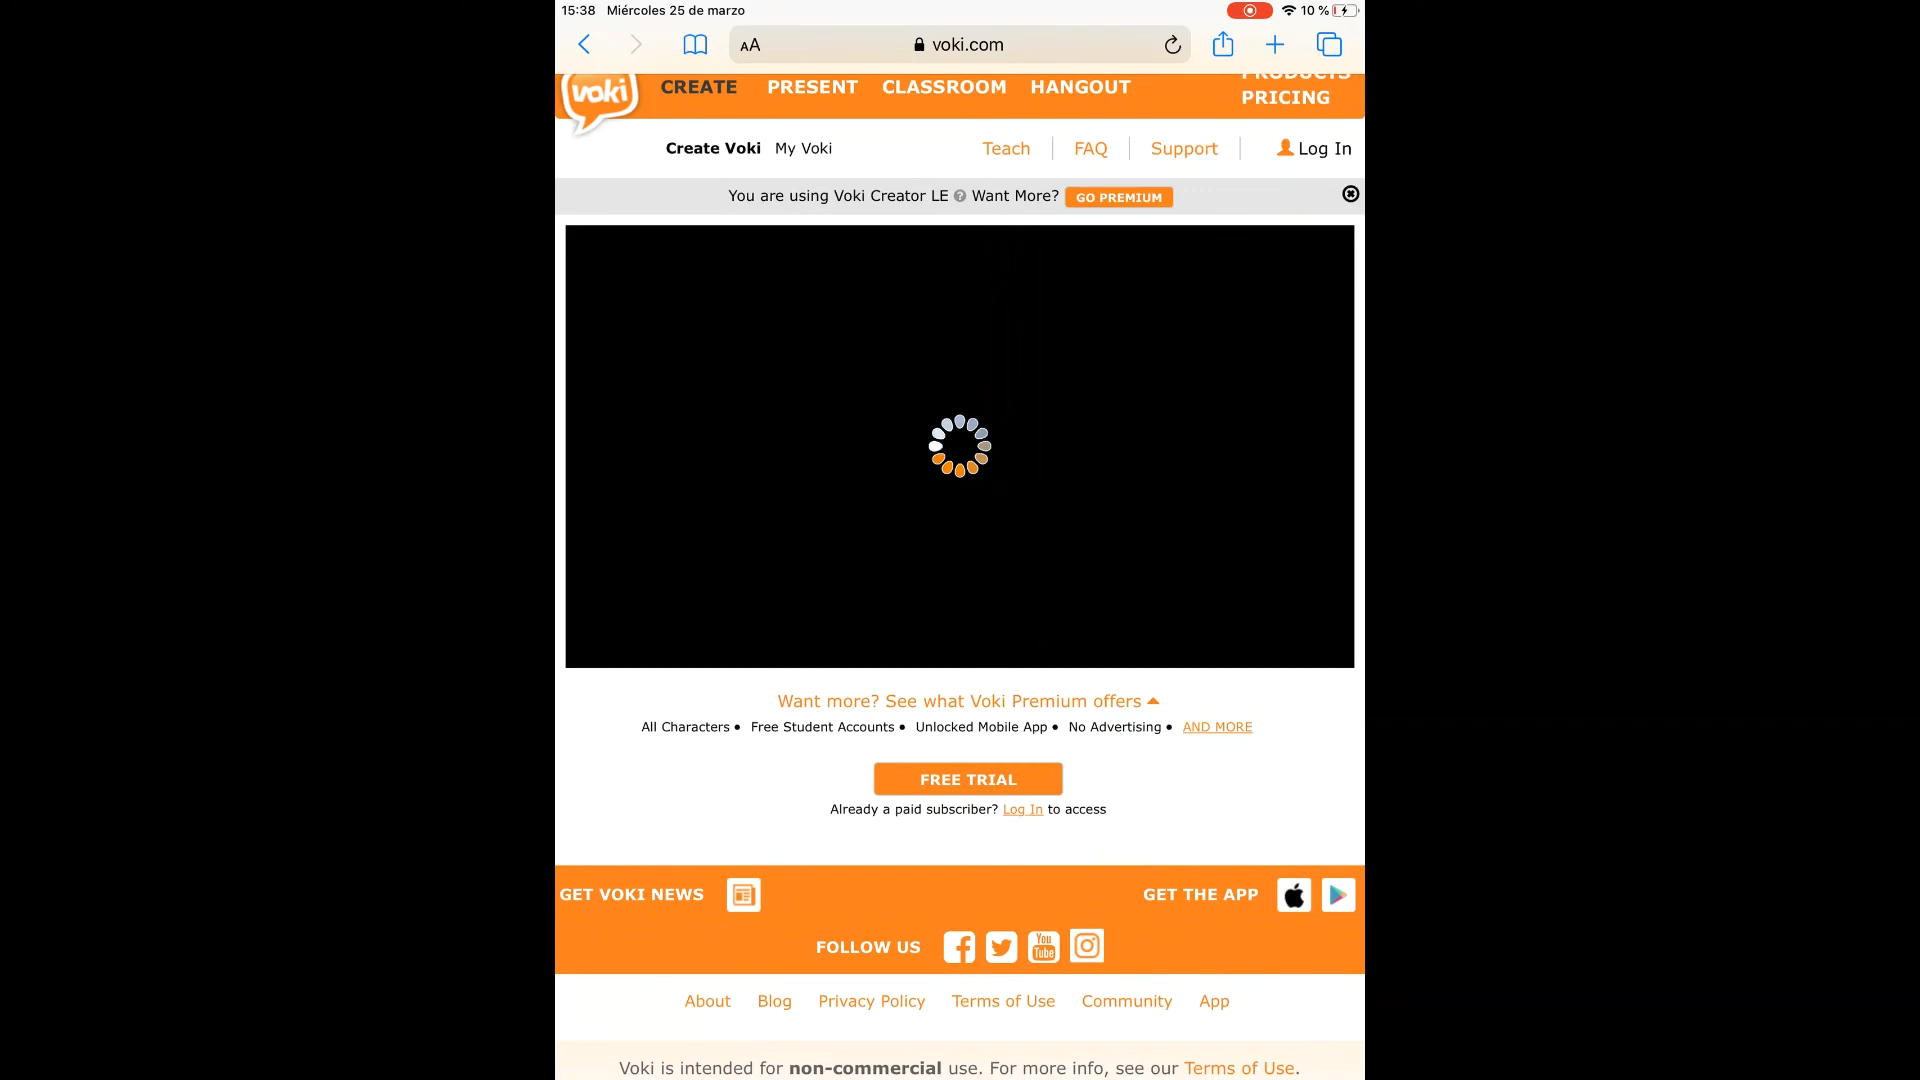 15:38 Miércoles 25 de marzo
10 %
AA
voki.com
voki
CREATE PRESENT CLASSROOM HANGOUT
PRODUCTS
PRICING
Create Voki My Voki
Teach FAQ Support Log In
You are using Voki Creator LE ? Want More? GO PREMIUM
Want more? See what Voki Premium offers
All Characters • Free Student Accounts • Unlocked Mobile App • No Advertising • AND MORE
FREE TRIAL
Already a paid subscriber? Log In to access
GET VOKI NEWS
GET THE APP
FOLLOW US
You
Tube
About Blog Privacy Policy Terms of Use Community App
Voki is intended for non-commercial use. For more info, see our Terms of Use.